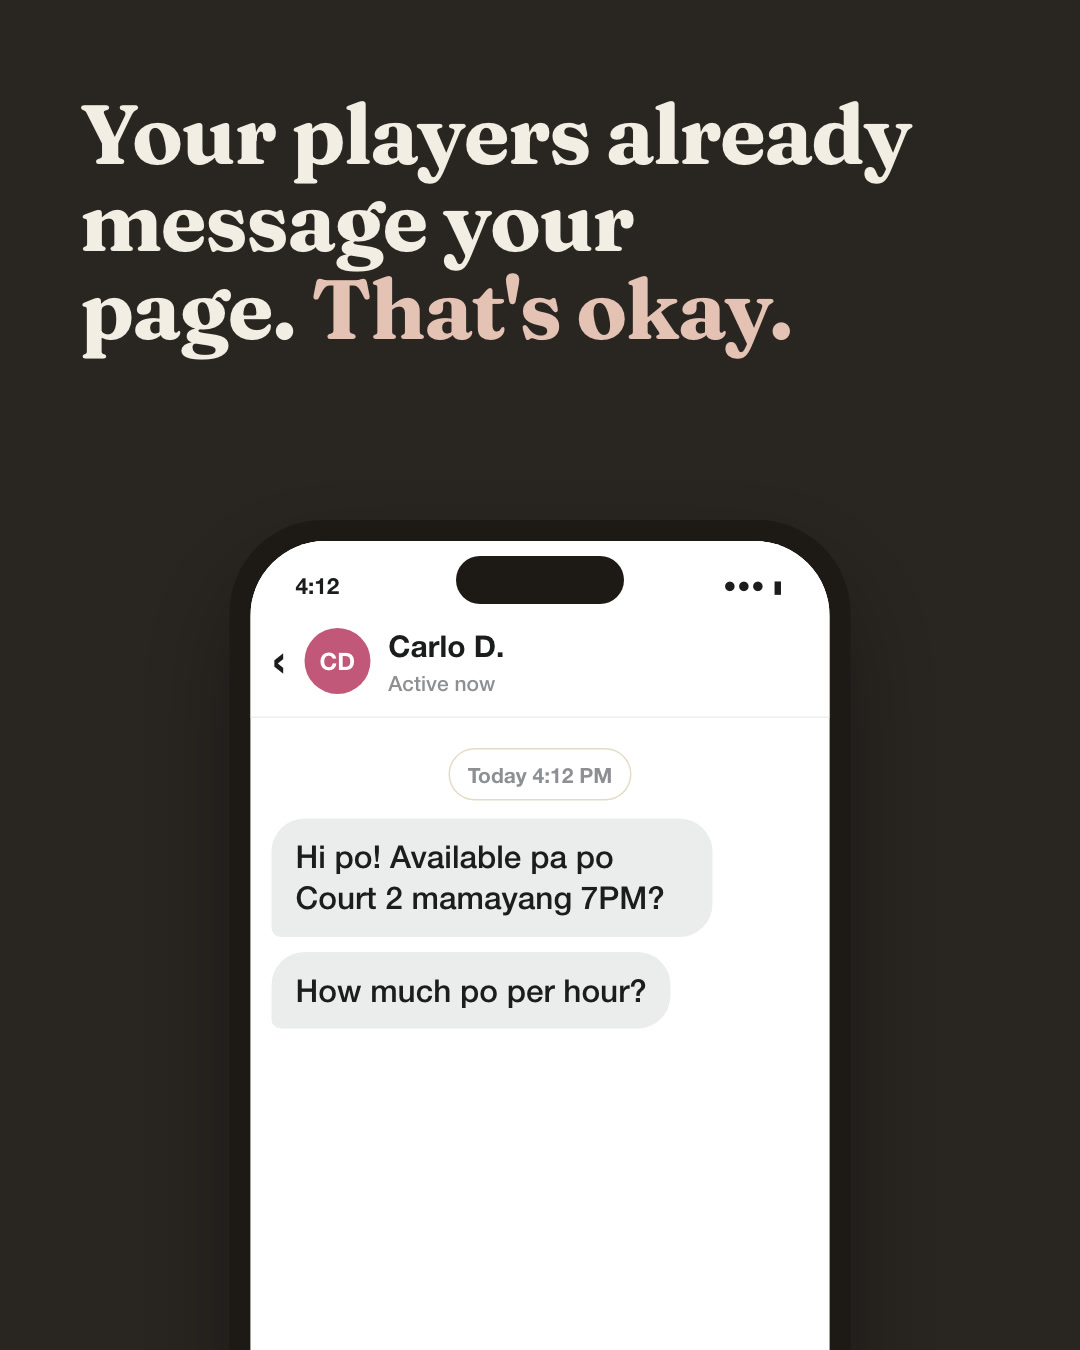 Your players already
message your
page. That's okay.
4:12
CD
Carlo D.
Active now
Today 4:12 PM
Hi po! Available pa po
Court 2 mamayang 7PM?
How much po per hour?